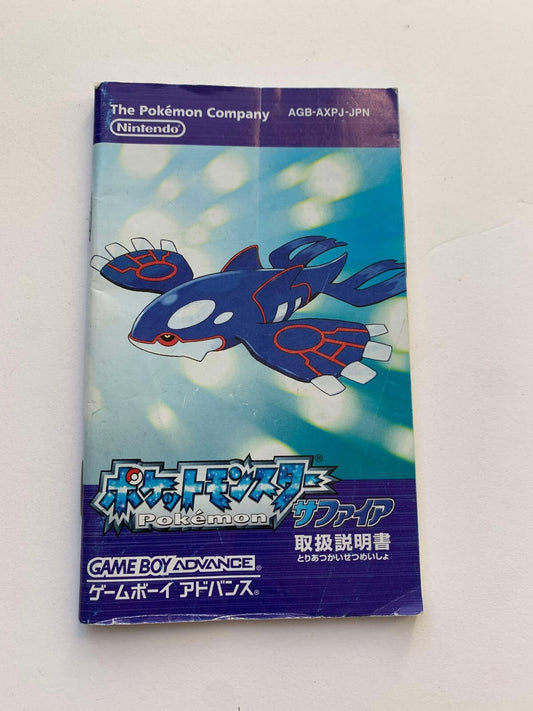 The Pokémon Company
AGB-AXPJ-JPN
Nintendo
ポケットモンスター
Pokémon
サファイア
取扱説明書
とりあつかいせつめいしょ
GAME BOY ADVANCE®
ゲームボーイ アドバンス®